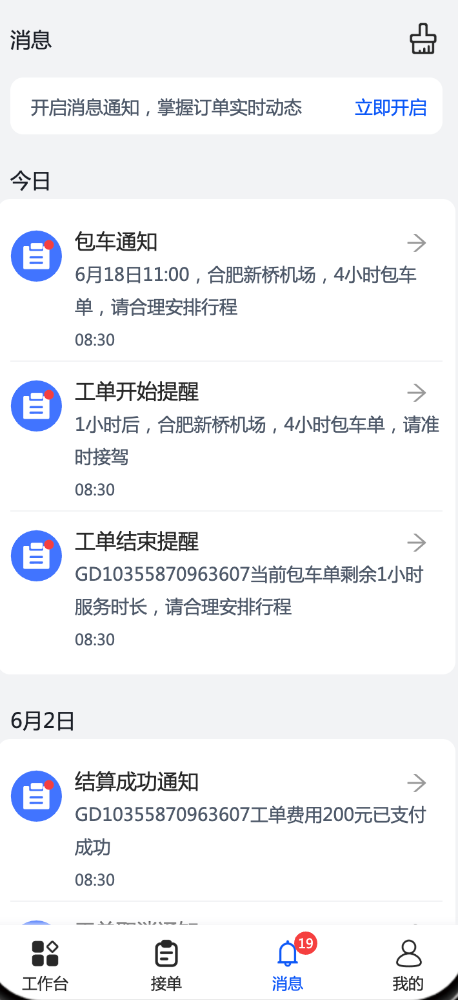 消息
开启消息通知，掌握订单实时动态 立即开启
今日
包车通知
6月18日11:00，合肥新桥机场，4小时包车
单，请合理安排行程
08:30
工单开始提醒
1小时后，合肥新桥机场，4小时包车单，请准
时接驾
08:30
工单结束提醒
GD10355870963607当前包车单剩余1小时
服务时长，请合理安排行程
08:30
6月2日
结算成功通知
GD10355870963607工单费用200元已支付
成功
08:30
19
工作台 接单 消息 我的